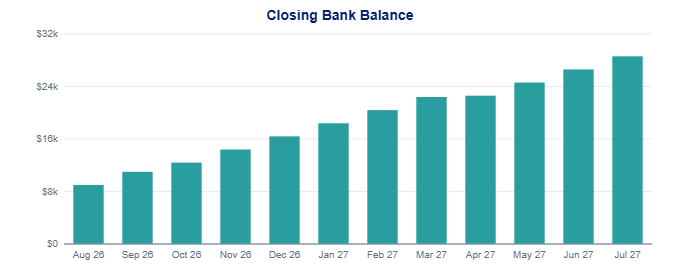 Closing Bank Balance
$32k
$24k
$16k
$8k
$0
Aug 26 Sep 26 Oct 26 Nov 26 Dec 26 Jan 27 Feb 27 Mar 27 Apr 27 May 27 Jun 27 Jul 27